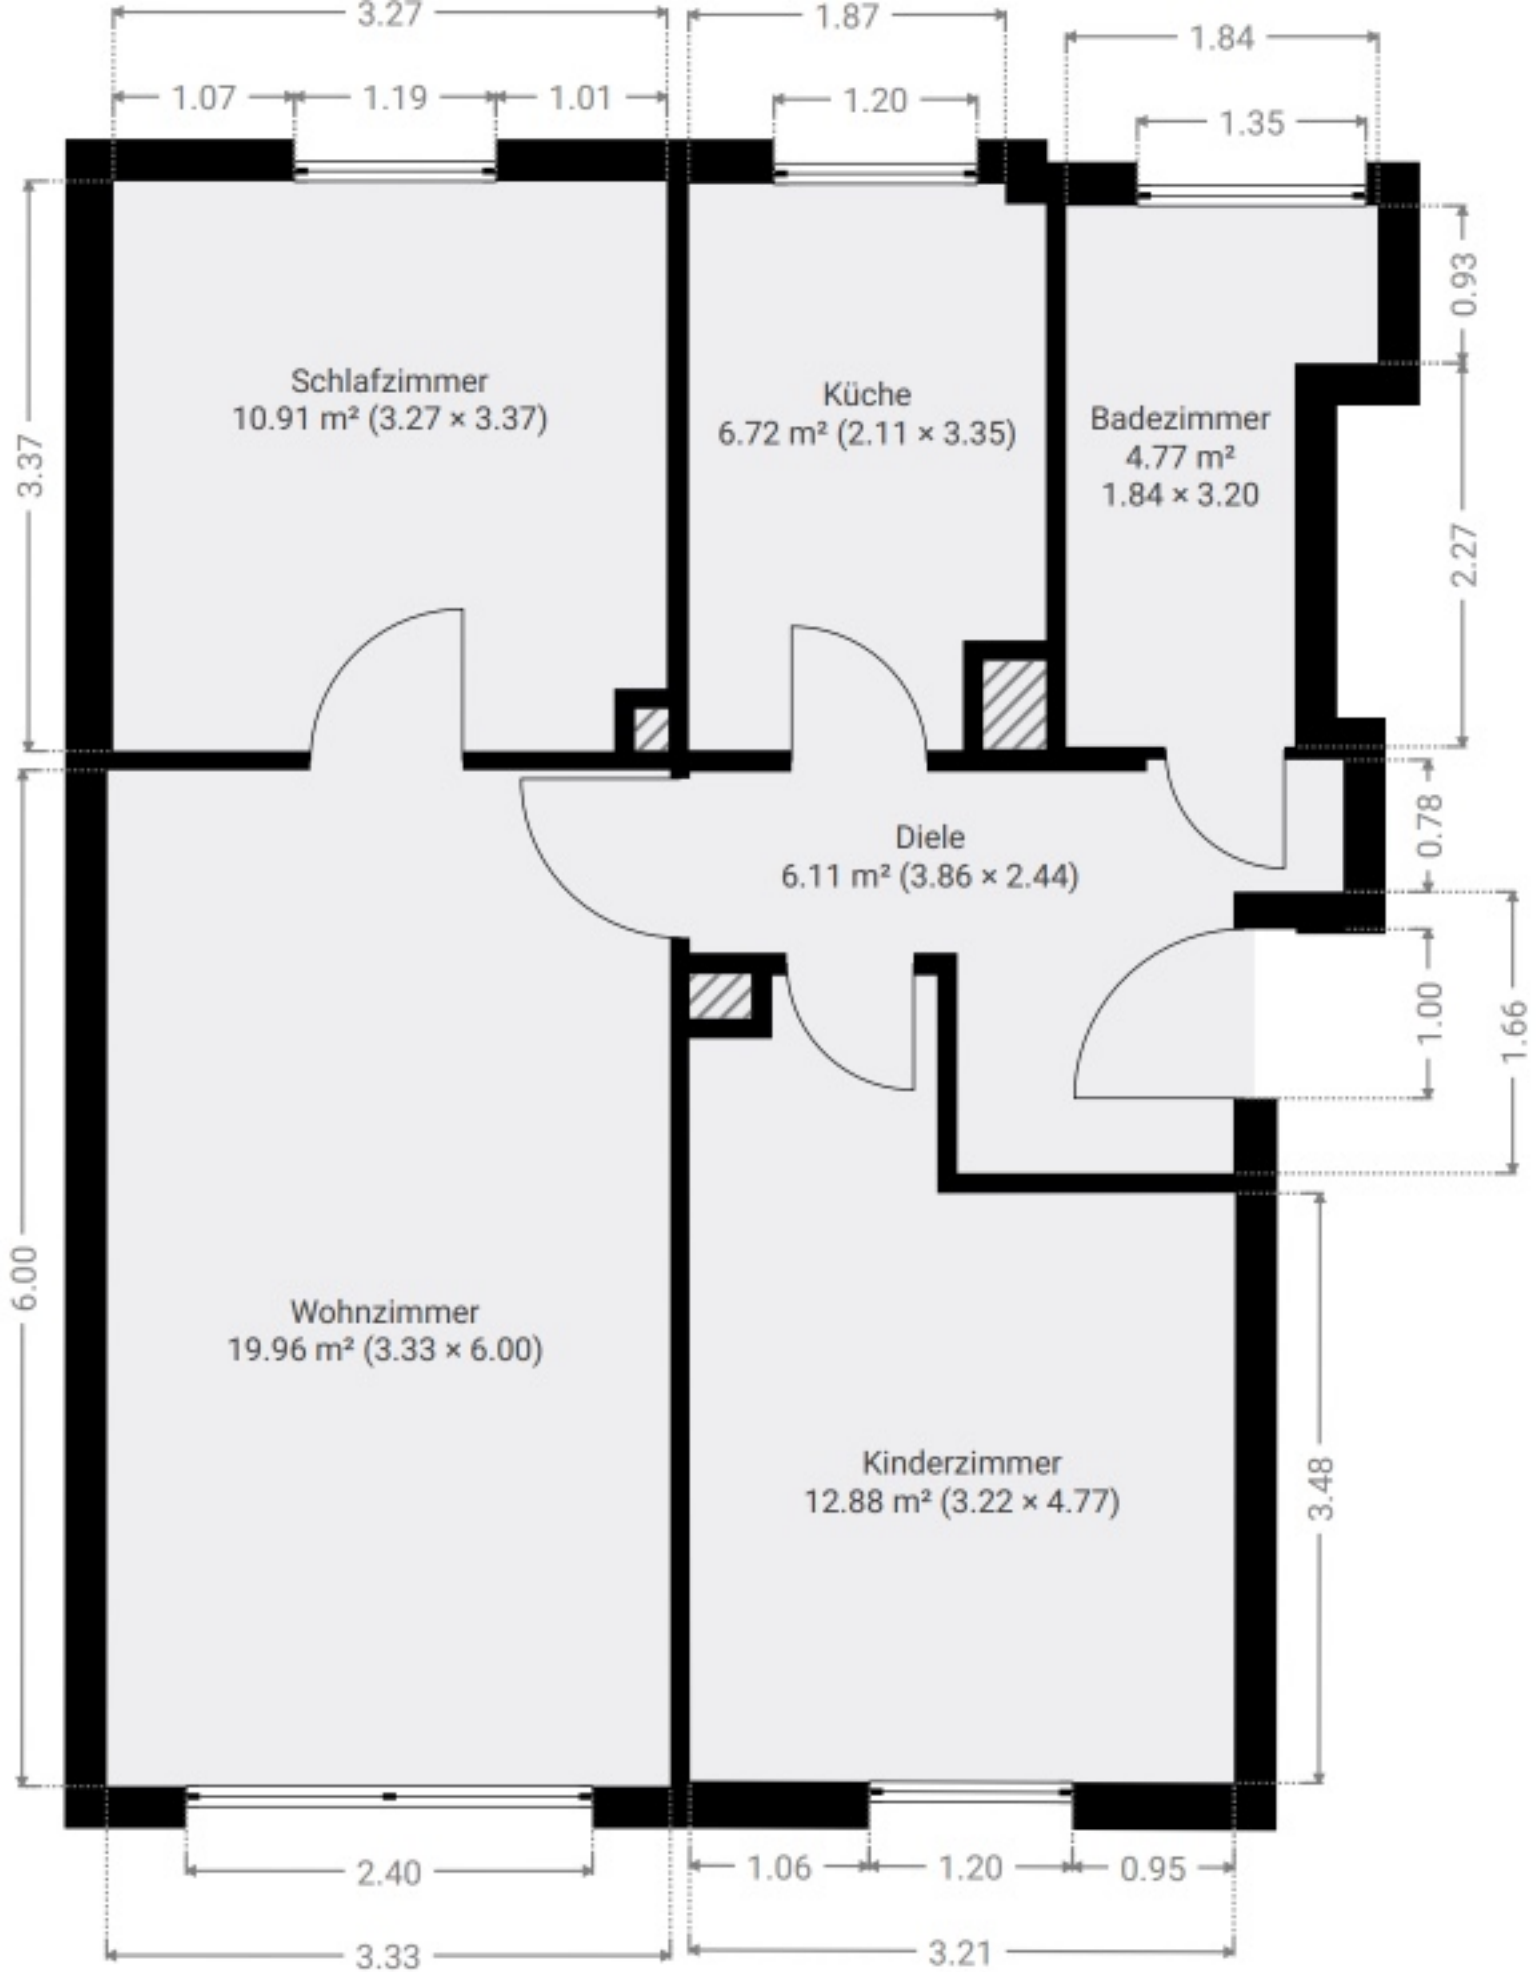 3.27
1.87
1.84
1.07
1.19
1.01
1.20
1.35
0.93
Schlafzimmer
10.91 m² (3.27 × 3.37)
Küche
6.72 m² (2.11 × 3.35)
Badezimmer
4.77 m²
1.84 × 3.20
3.37
2.27
Diele
6.11 m² (3.86 × 2.44)
0.78
1.00
1.66
6.00
Wohnzimmer
19.96 m² (3.33 × 6.00)
Kinderzimmer
12.88 m² (3.22 × 4.77)
3.48
2.40
1.06
1.20
0.95
3.33
3.21